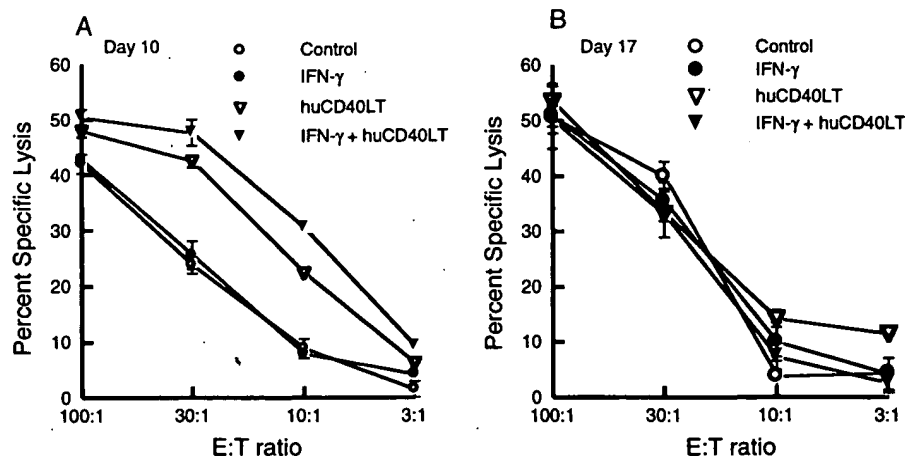 A
Day 10
Control
IFN-γ
huCD40LT
IFN-γ + huCD40LT
Percent Specific Lysis
60
50
40
30
20
10
0
100:1
30:1
10:1
3:1
E:T ratio
B
Day 17
Control
IFN-γ
huCD40LT
IFN-γ + huCD40LT
Percent Specific Lysis
60
50
40
30
20
10
0
100:1
30:1
10:1
3:1
E:T ratio